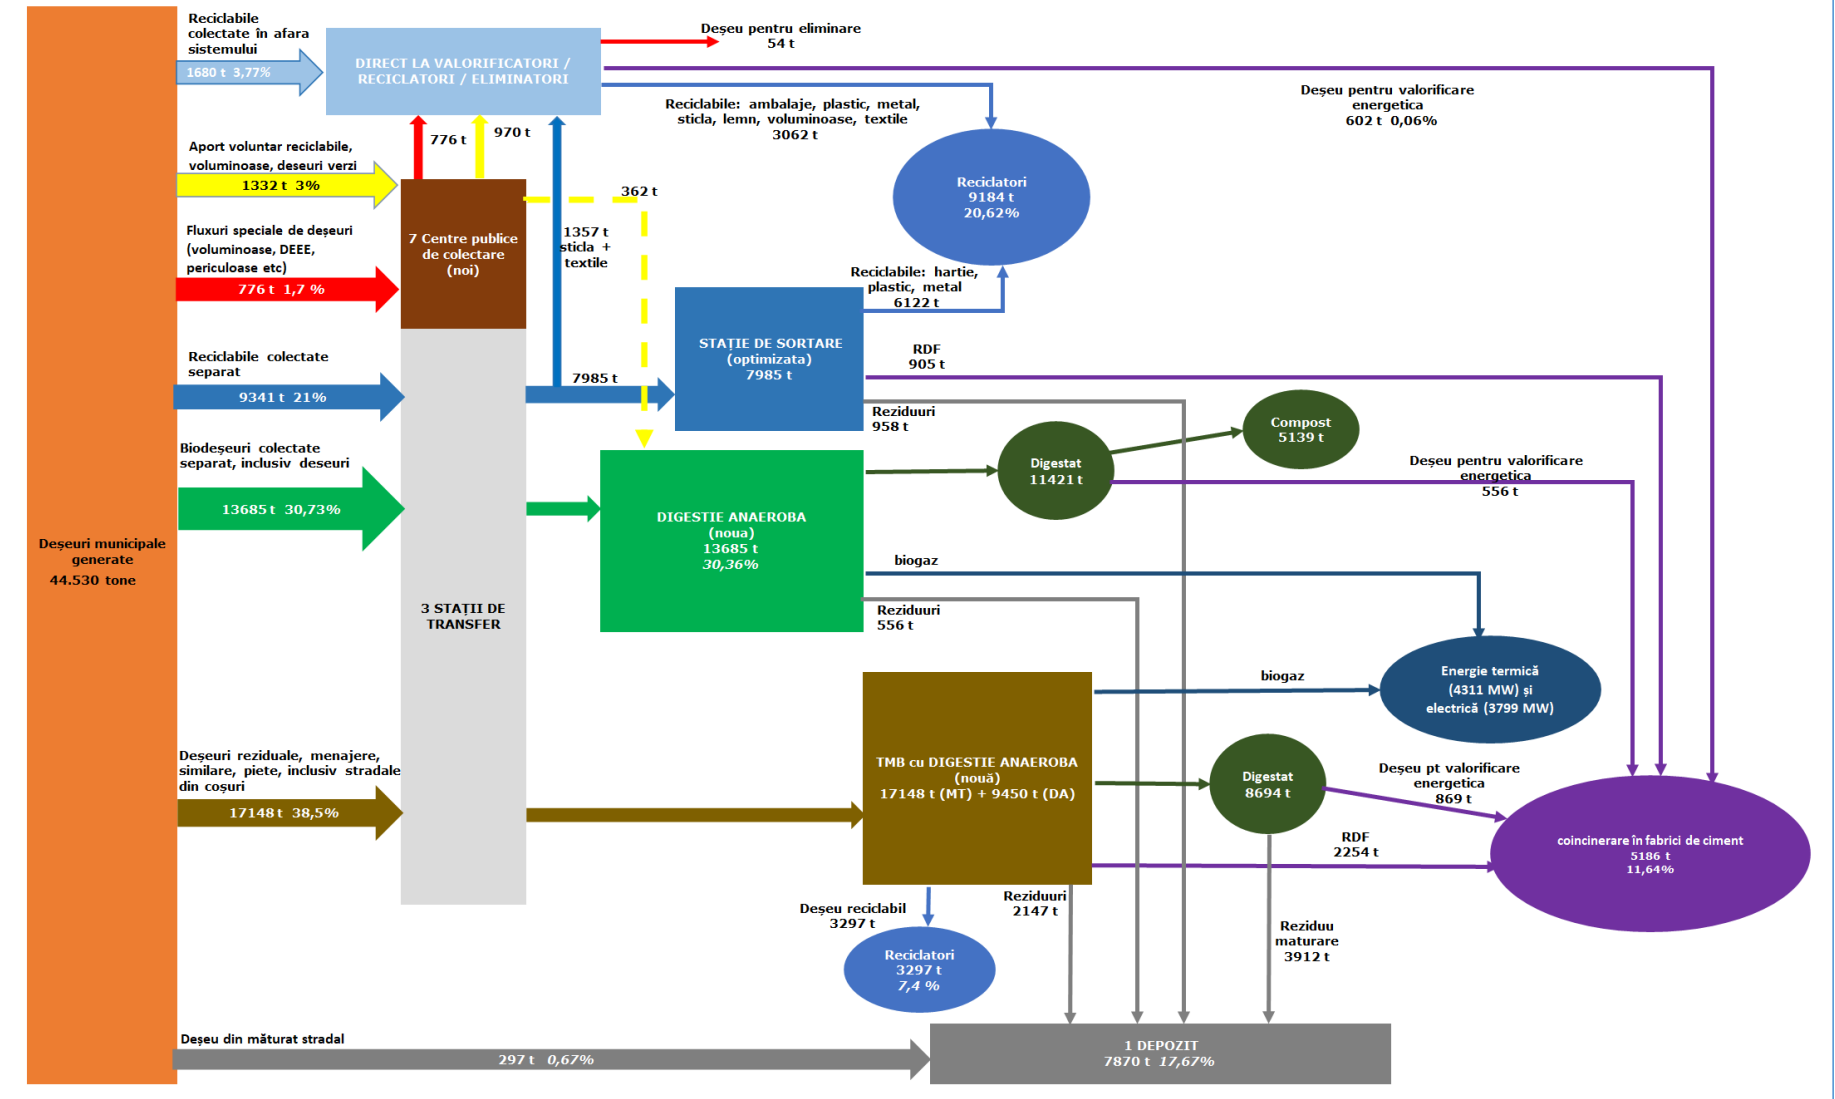 Reciclabile
colectate în afara
sistemului
1680 t 3,77%
DIRECT LA VALORIFICATORI /
RECICLATORI / ELIMINATORI
Deșeu pentru eliminare
54 t
Reciclabile: ambalaje, plastic, metal,
sticla, lemn, voluminoase, textile
3062 t
Deșeu pentru valorificare
energetica
602 t 0,06%
776 t
970 t
Aport voluntar reciclabile,
voluminoase, deseuri verzi
1332 t 3%
362 t
Reciclatori
9184 t
20,62%
Fluxuri speciale de deșeuri
(voluminoase, DEEE,
periculoase etc)
776 t 1,7 %
7 Centre publice
de colectare
(noi)
1357 t
sticla +
textile
Reciclabile: hartie,
plastic, metal
6122 t
STAȚIE DE SORTARE
(optimizata)
7985 t
RDF
905 t
Reciclabile colectate
separat
9341 t 21%
7985 t
Reziduuri
958 t
Compost
5139 t
Biodeșeuri colectate
separat, inclusiv deseuri
13685 t 30,73%
Digestat
11421 t
Deșeu pentru valorificare
energetica
556 t
DIGESTIE ANAEROBA
(noua)
13685 t
30,36%
biogaz
Deșeuri municipale
generate
44.530 tone
Reziduuri
556 t
3 STAȚII DE
TRANSFER
biogaz
Energie termică
(4311 MW) și
electrică (3799 MW)
Deșeuri reziduale, menajere,
similare, piete, inclusiv stradale
din coșuri
17148 t 38,5%
TMB cu DIGESTIE ANAEROBA
(nouă)
17148 t (MT) + 9450 t (DA)
Digestat
8694 t
Deșeu pt valorificare
energetica
869 t
RDF
2254 t
coincinerare în fabrici de ciment
5186 t
11,64%
Deșeu reciclabil
3297 t
Reziduuri
2147 t
Reciclatori
3297 t
7,4 %
Reziduu
maturare
3912 t
Deșeu din măturat stradal
297 t 0,67%
1 DEPOZIT
7870 t 17,67%